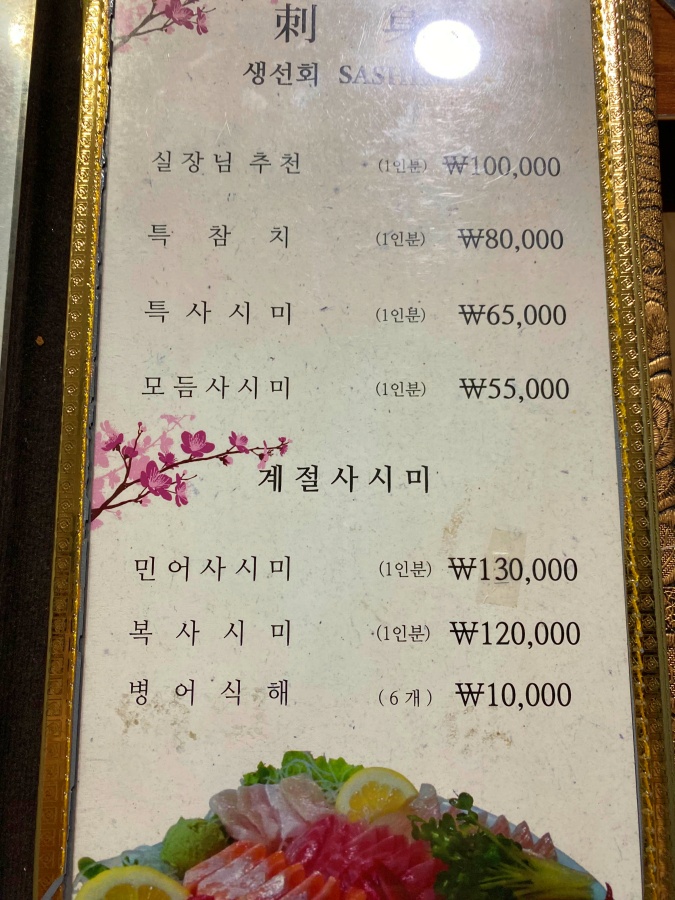 刺
생선회
실장님 추천 (1인분) ₩100,000
특 참 치 (1인분) ₩80,000
특 사 시 미 (1인분) ₩65,000
모듬사시미 (1인분) ₩55,000
계절사시미
민어사시미 (1인분) ₩130,000
복 사 시 미 (1인분) ₩120,000
병 어 식 해 (6개) ₩10,000